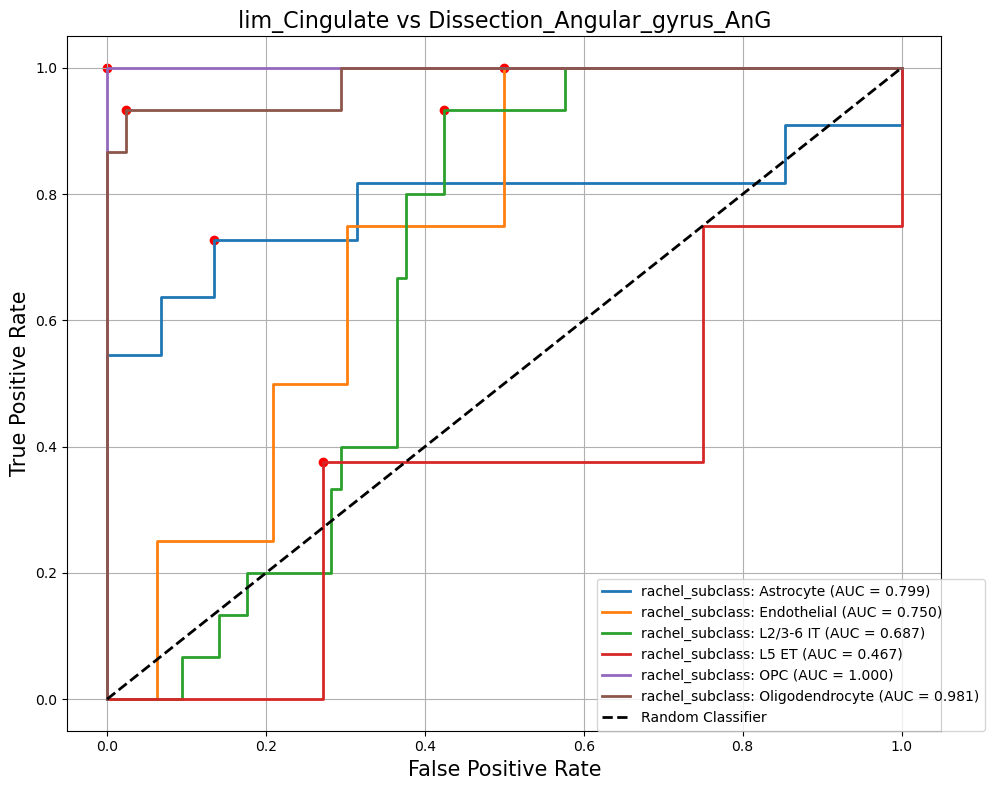 lim_Cingulate vs Dissection_Angular_gyrus_AnG
True Positive Rate
1.0
0.8
0.6
0.4
0.2
0.0
0.0 0.2 0.4 0.6 0.8 1.0
False Positive Rate
rachel_subclass: Astrocyte (AUC = 0.799)
rachel_subclass: Endothelial (AUC = 0.750)
rachel_subclass: L2/3-6 IT (AUC = 0.687)
rachel_subclass: L5 ET (AUC = 0.467)
rachel_subclass: OPC (AUC = 1.000)
rachel_subclass: Oligodendrocyte (AUC = 0.981)
Random Classifier